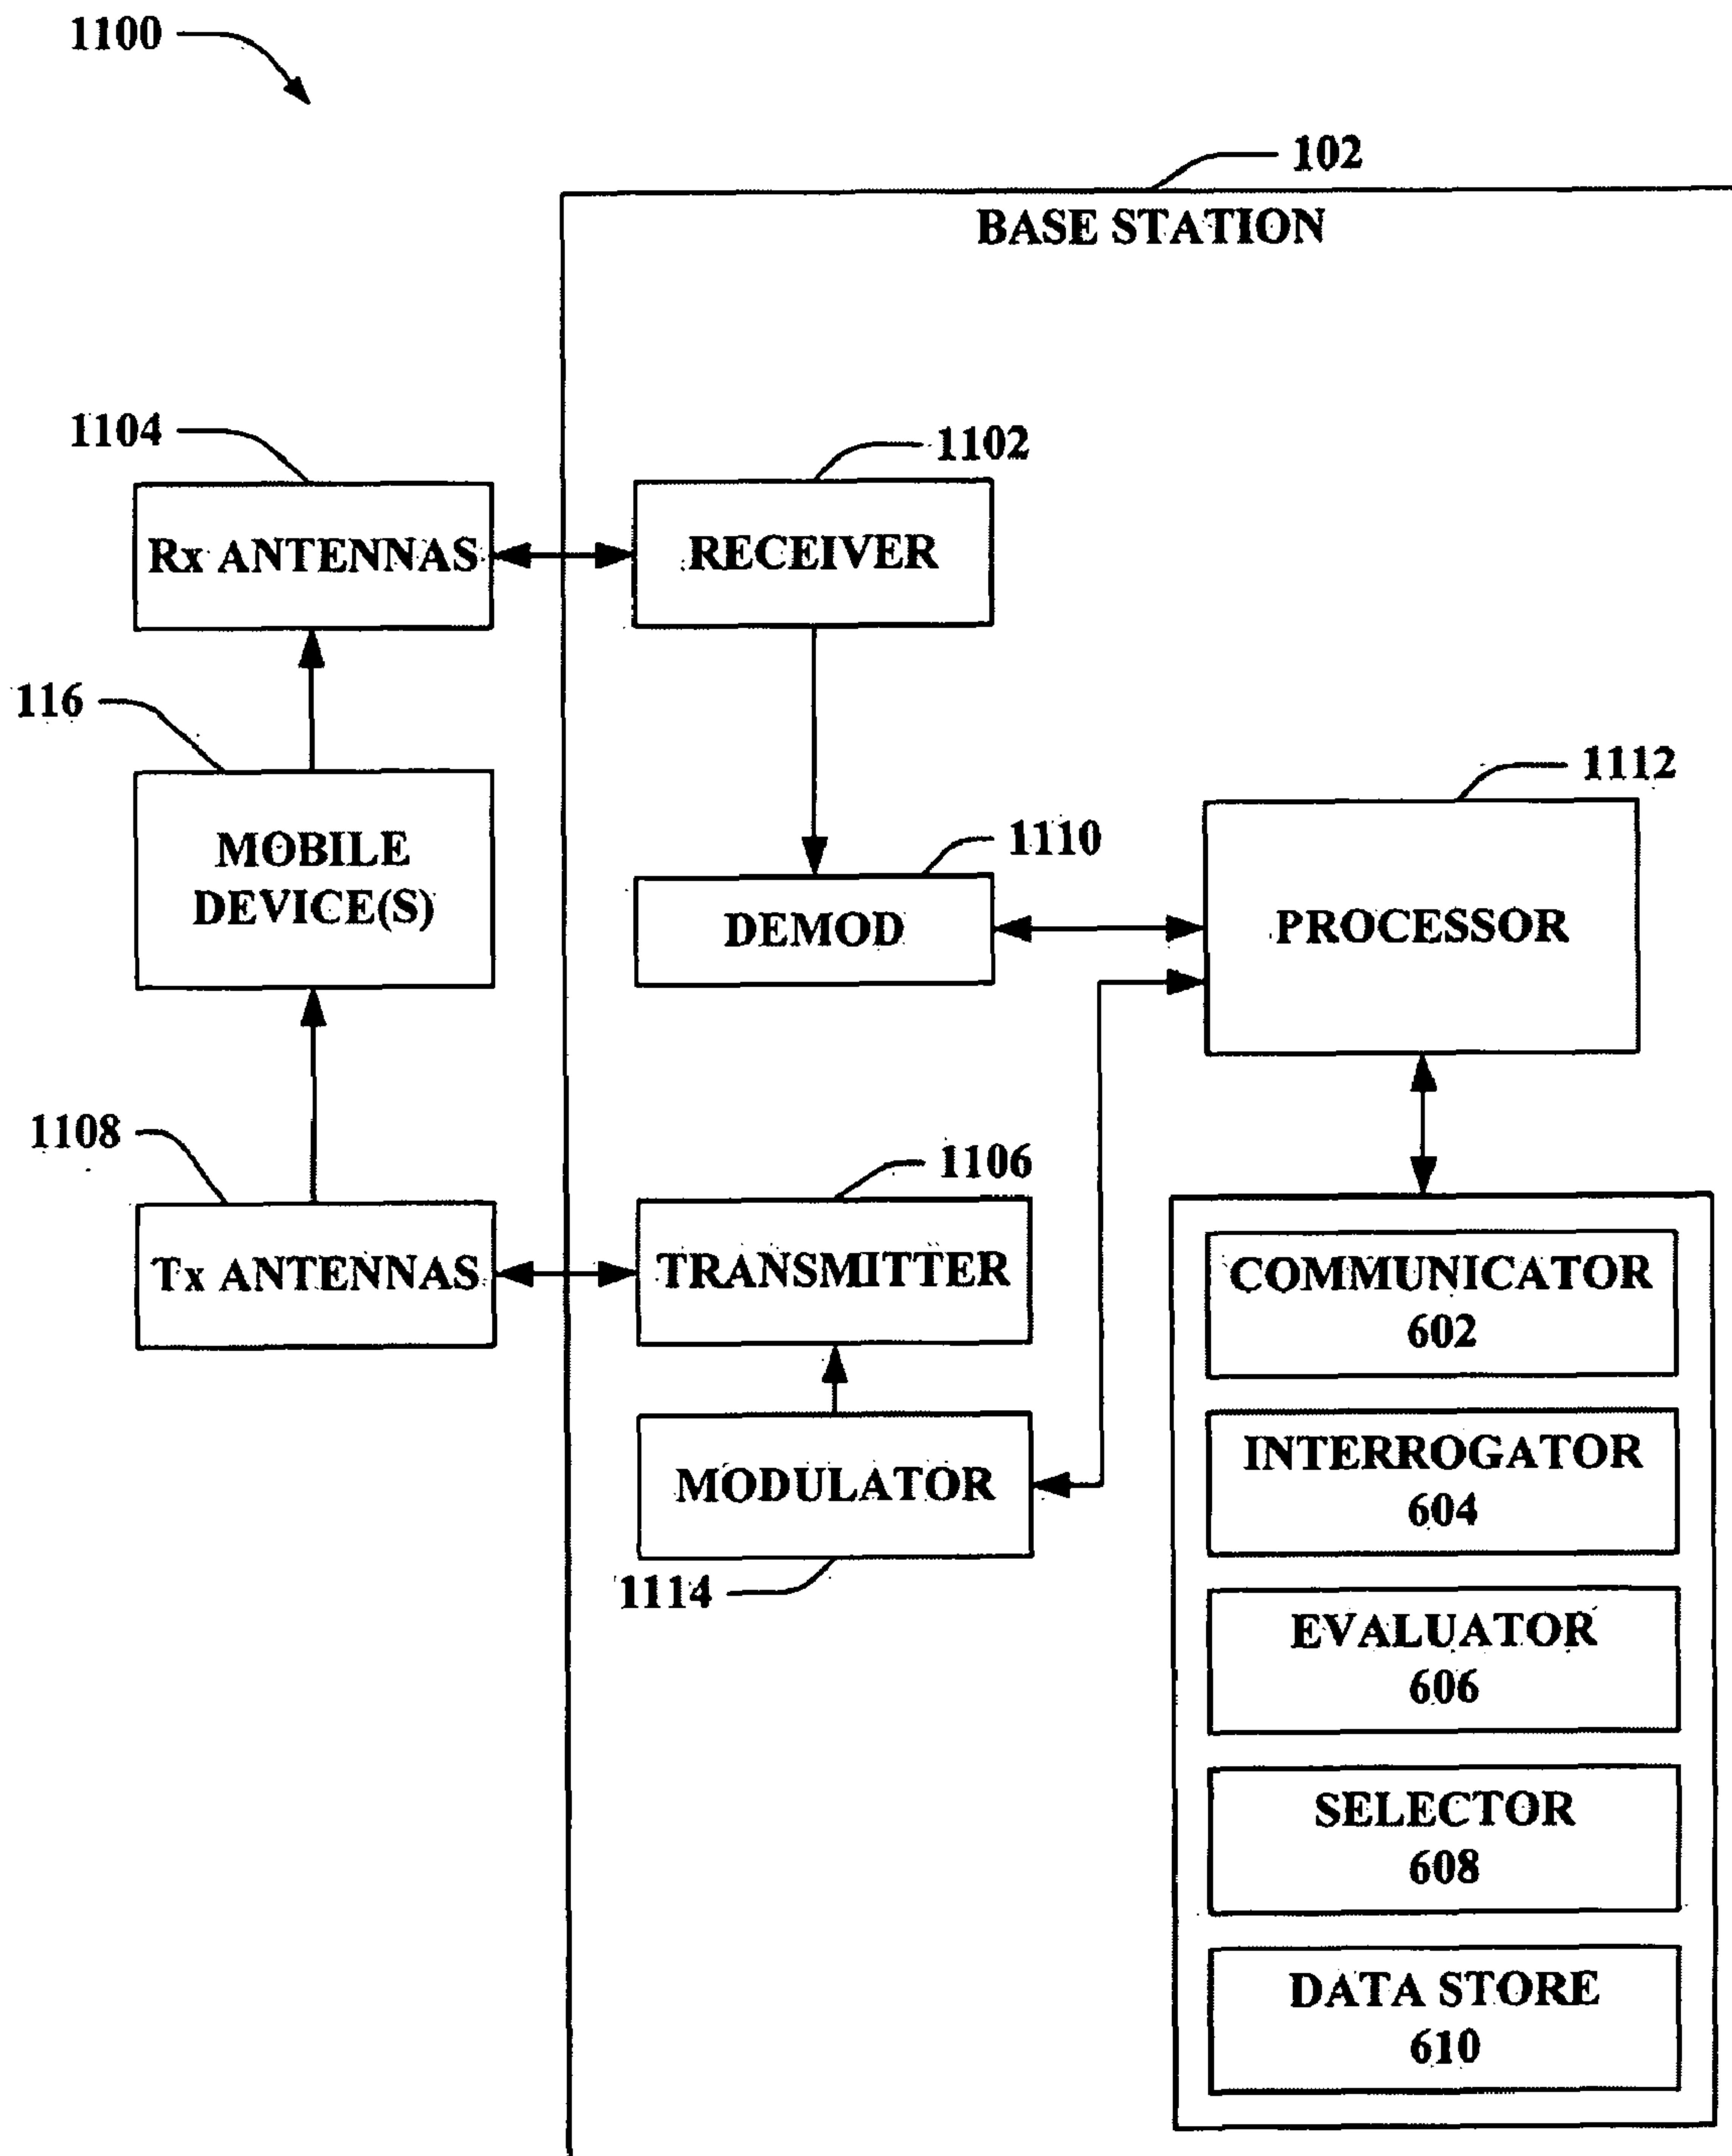 1100
102
BASE STATION
1104
1102
Rx ANTENNAS
RECEIVER
116
1112
MOBILE
DEVICE(S)
1110
DEMOD
PROCESSOR
1108
1106
Tx ANTENNAS
TRANSMITTER
COMMUNICATOR
602
MODULATOR
1114
INTERROGATOR
604
EVALUATOR
606
SELECTOR
608
DATA STORE
610